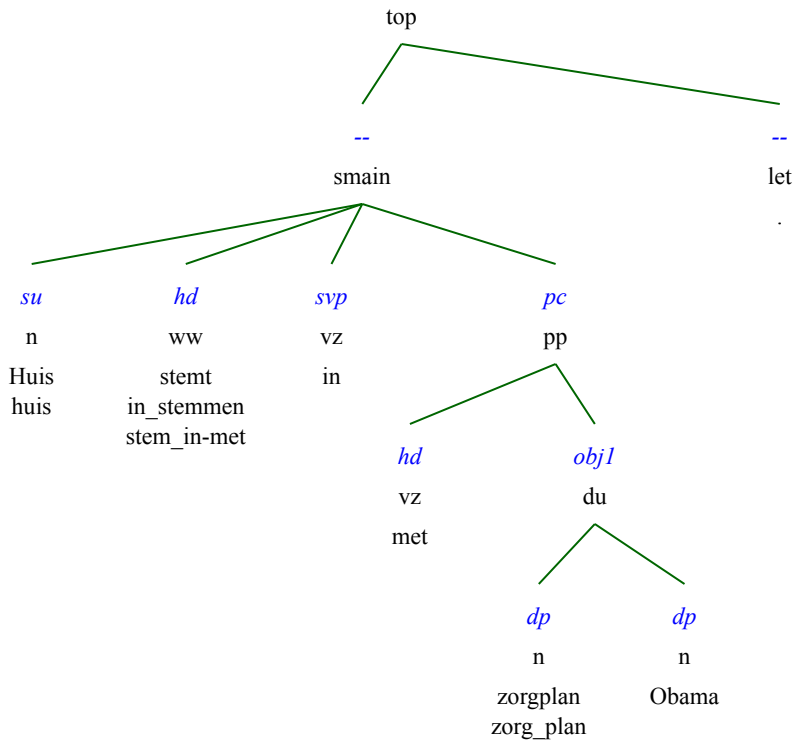 top
-- --
smain let
.
su hd svp pc
n ww vz pp
Huis stemt in
huis in_stemmen
stem_in-met
hd obj1
vz du
met
dp dp
n n
zorgplan Obama
zorg_plan